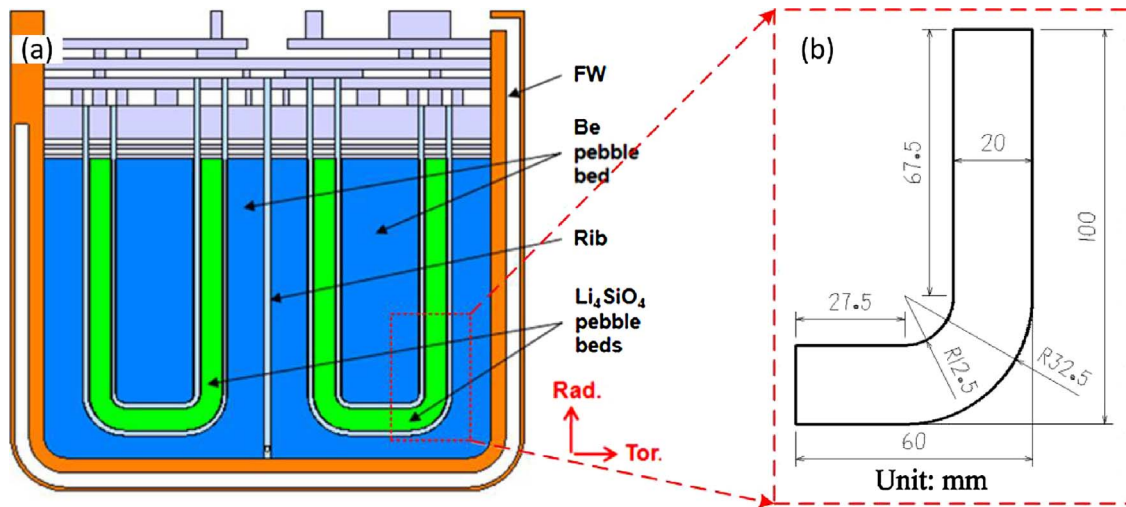 (a)
FW
Be
pebble
bed
Rib
Li₄SiO₄
pebble
beds
Rad.
Tor.
(b)
67.5
20
100
27.5
R12.5
R32.5
60
Unit: mm